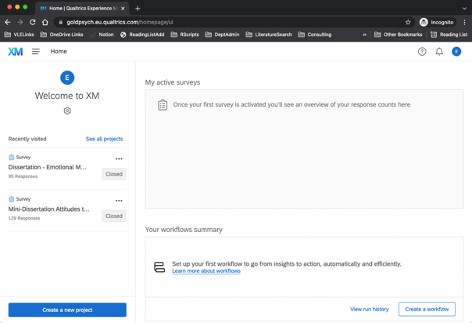 Home | Qualtrics Experience M
goldpsych.eu.qualtrics.com/homepage/ui
Incognito
VLELinks
OneDrive Links
Notion
ReadingListAdd
RScripts
DeptAdmin
LiteratureSearch
Consulting
Other Bookmarks
Reading List
XM
Home
E
E
Welcome to XM
Recently visited
See all projects
Survey
Dissertation - Emotional M...
95 Responses
Closed
Survey
Mini-Dissertation Attitudes t...
129 Responses
Closed
Create a new project
My active surveys
Once your first survey is activated you'll see an overview of your response counts here
Your workflows summary
Set up your first workflow to go from insights to action, automatically and efficiently.
Learn more about workflows
View run history
Create a workflow